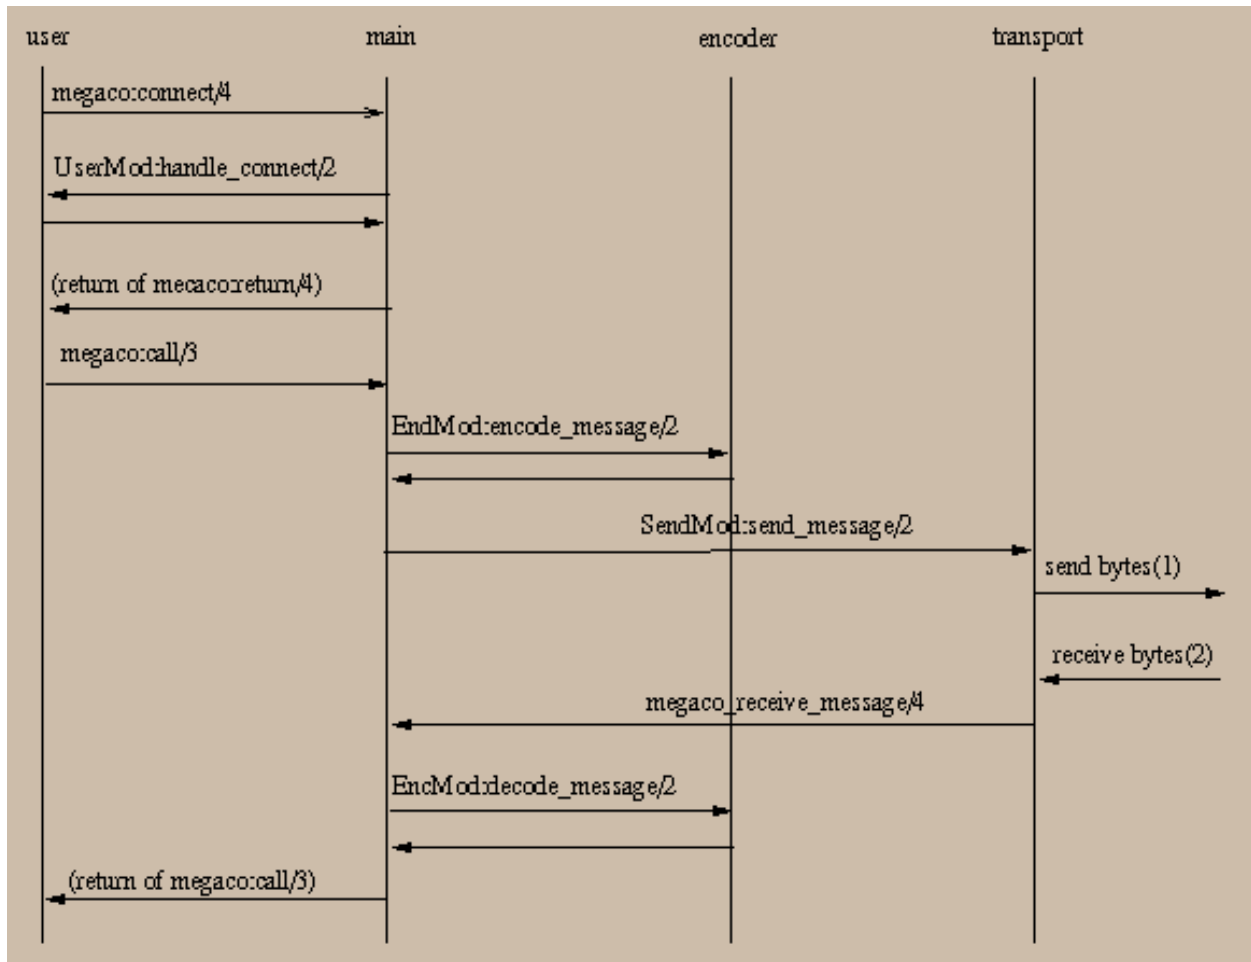 user main encoder transport
megaco:connect/4
UserMod:handle_connect/2
(return of mecaco:return/4)
megaco:call/3
EndMod:encode_message/2
SendMod:send_message/2
send bytes(1)
receive bytes(2)
megaco_receive_message/4
EncMod:decode_message/2
(return of megaco:call/3)